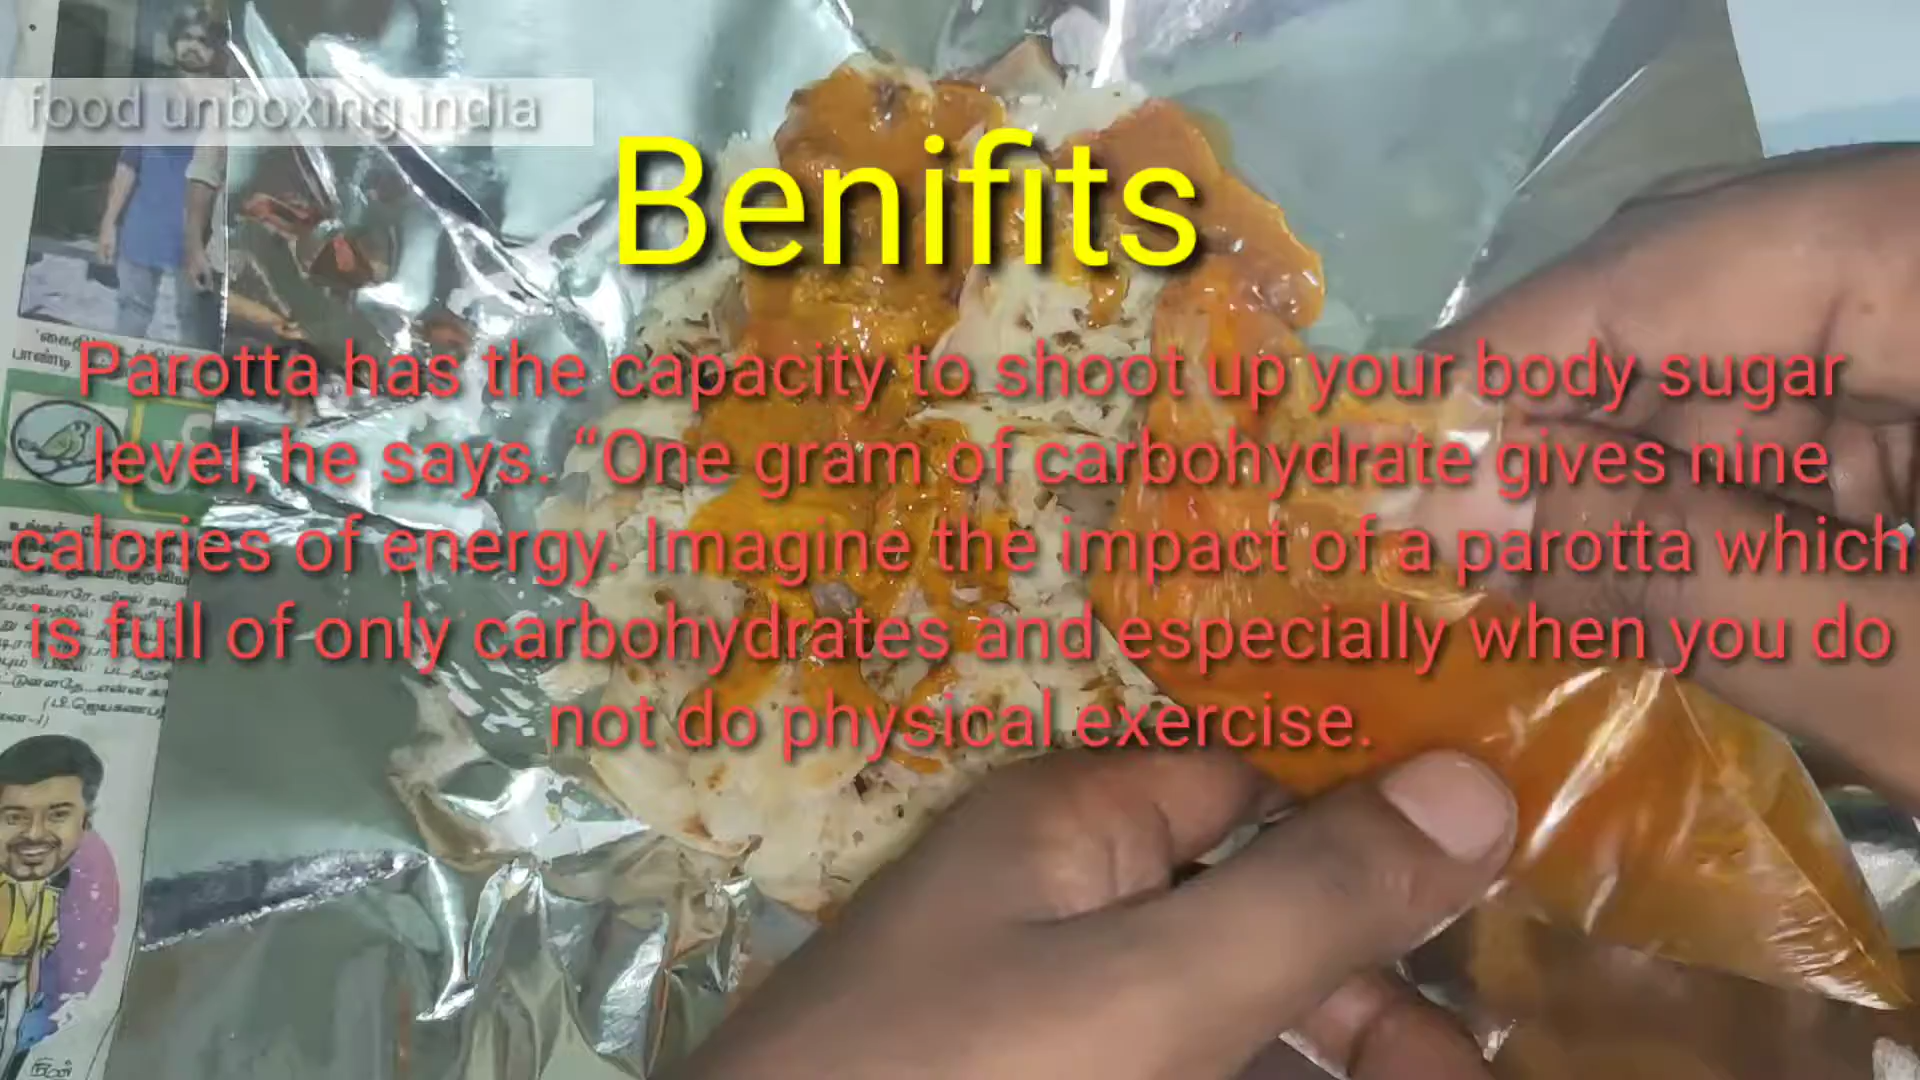 food unboxing india
Benifits
Parotta has the capacity to shoot up your body sugar
level, he says. “One gram of carbohydrate gives nine
calories of energy. Imagine the impact of a parotta which
is full of only carbohydrates and especially when you do
not do physical exercise.
பாண்டி